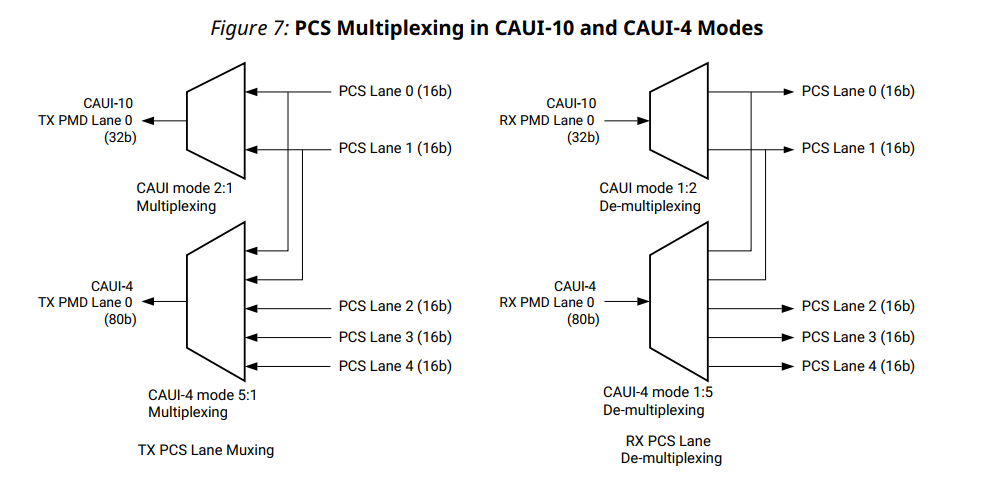 Figure 7: PCS Multiplexing in CAUI-10 and CAUI-4 Modes
CAUI-10
TX PMD Lane 0
(32b)
PCS Lane 0 (16b)
PCS Lane 1 (16b)
CAUI mode 2:1
Multiplexing
CAUI-4
TX PMD Lane 0
(80b)
PCS Lane 2 (16b)
PCS Lane 3 (16b)
PCS Lane 4 (16b)
CAUI-4 mode 5:1
Multiplexing
TX PCS Lane Muxing
CAUI-10
RX PMD Lane 0
(32b)
PCS Lane 0 (16b)
PCS Lane 1 (16b)
CAUI mode 1:2
De-multiplexing
CAUI-4
RX PMD Lane 0
(80b)
PCS Lane 2 (16b)
PCS Lane 3 (16b)
PCS Lane 4 (16b)
CAUI-4 mode 1:5
De-multiplexing
RX PCS Lane
De-multiplexing